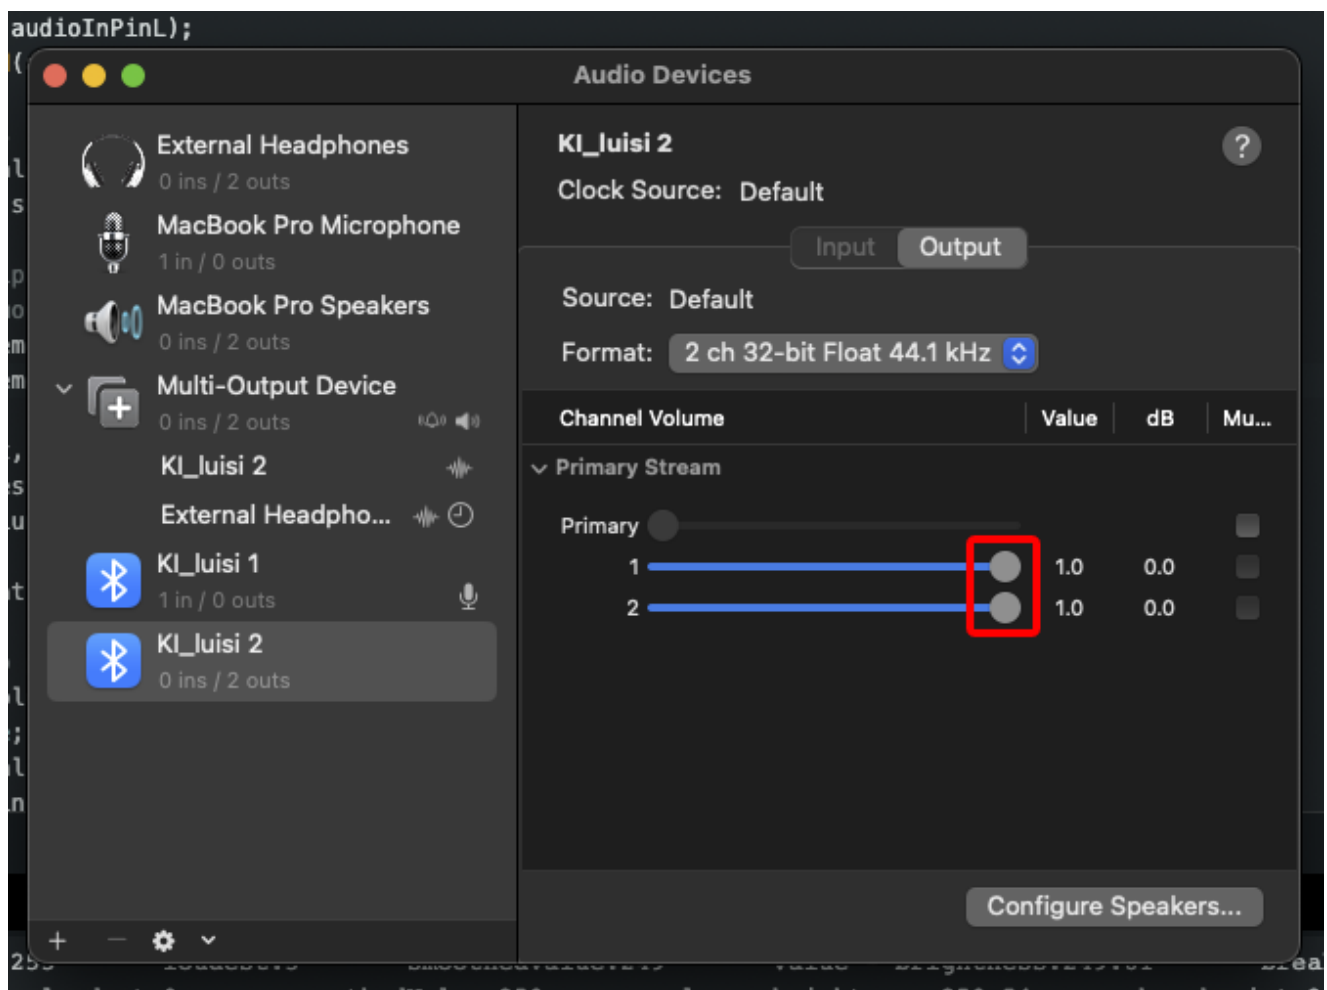 audioInPinL);
Audio Devices
External Headphones
0 ins / 2 outs
MacBook Pro Microphone
1 in / 0 outs
MacBook Pro Speakers
0 ins / 2 outs
Multi-Output Device
0 ins / 2 outs
KI_luisi 2
External Headpho...
KI_luisi 1
1 in / 0 outs
KI_luisi 2
0 ins / 2 outs
KI_luisi 2
?
Clock Source: Default
Input Output
Source: Default
Format: 2 ch 32-bit Float 44.1 kHz
Channel Volume Value dB Mu...
Primary Stream
Primary
1 1.0 0.0
2 1.0 0.0
Configure Speakers...